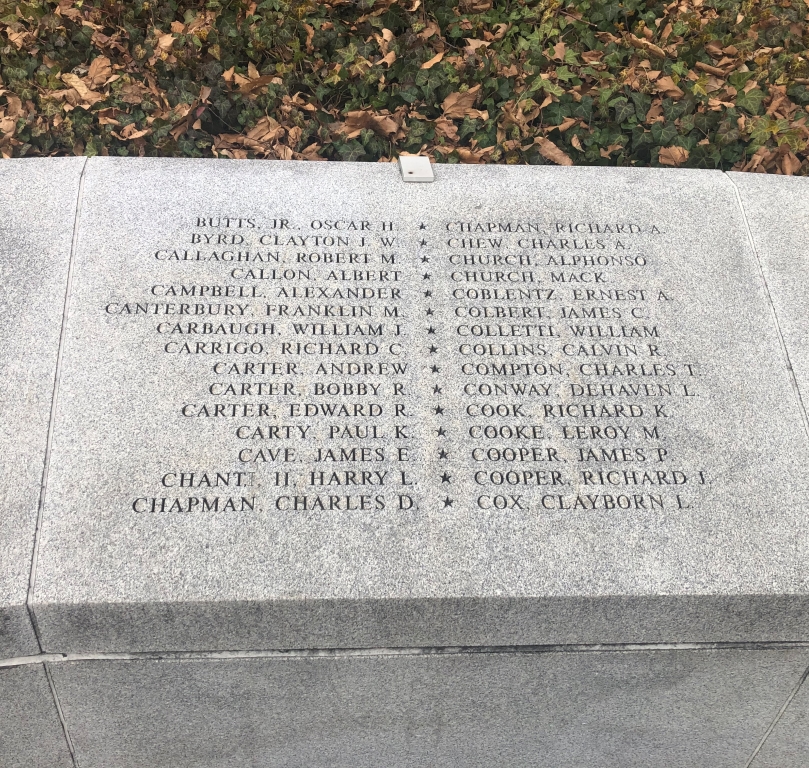 BUTTS, JR., OSCAR H. ★ CHAPMAN, RICHARD A.
BYRD, CLAYTON J. W. ★ CHEW, CHARLES A.
CALLAGHAN, ROBERT M. ★ CHURCH, ALPHONSO
CALLON, ALBERT ★ CHURCH, MACK
CAMPBELL, ALEXANDER ★ COBLENTZ, ERNEST A.
CANTERBURY, FRANKLIN M. ★ COLBERT, JAMES C.
CARBAUGH, WILLIAM J. ★ COLLETTI, WILLIAM
CARRIGO, RICHARD C. ★ COLLINS, CALVIN R.
CARTER, ANDREW ★ COMPTON, CHARLES T.
CARTER, BOBBY R. ★ CONWAY, DEHAVEN L.
CARTER, EDWARD R. ★ COOK, RICHARD K.
CARTY, PAUL K. ★ COOKE, LEROY M.
CAVE, JAMES E. ★ COOPER, JAMES P.
CHANT, II, HARRY L. ★ COOPER, RICHARD J.
CHAPMAN, CHARLES D. ★ COX, CLAYBORN L.